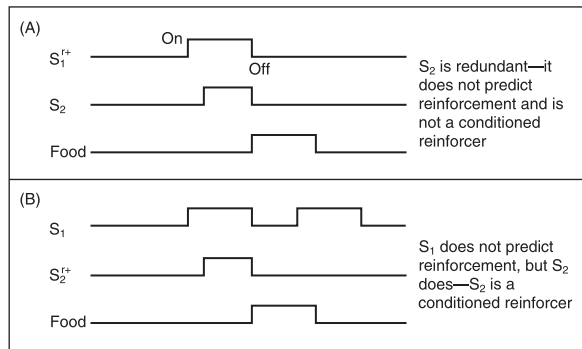 (A)
On
S₁ʳ⁺
Off
S₂
Food
S₂ is redundant—it
does not predict
reinforcement and is
not a conditioned
reinforcer
(B)
S₁
S₂ʳ⁺
Food
S₁ does not predict
reinforcement, but S₂
does—S₂ is a
conditioned reinforcer